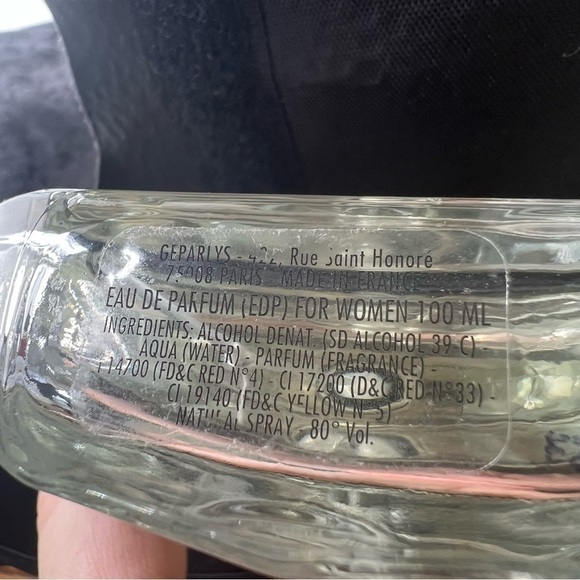 GEPARLYS - 422, Rue Saint Honoré
75008 PARIS - MADE IN FRANCE
EAU DE PARFUM (EDP) FOR WOMEN 100 ML
INGREDIENTS: ALCOHOL DENAT (SD ALCOHOL 39-C) -
AQUA (WATER) - PARFUM (FRAGRANCE) -
14700 (FD&C RED N°4) - CI 17200 (D&C RED N°33) -
CI 19140 (FD&C YELLOW N°5)
NATURAL SPRAY - 80° Vol.